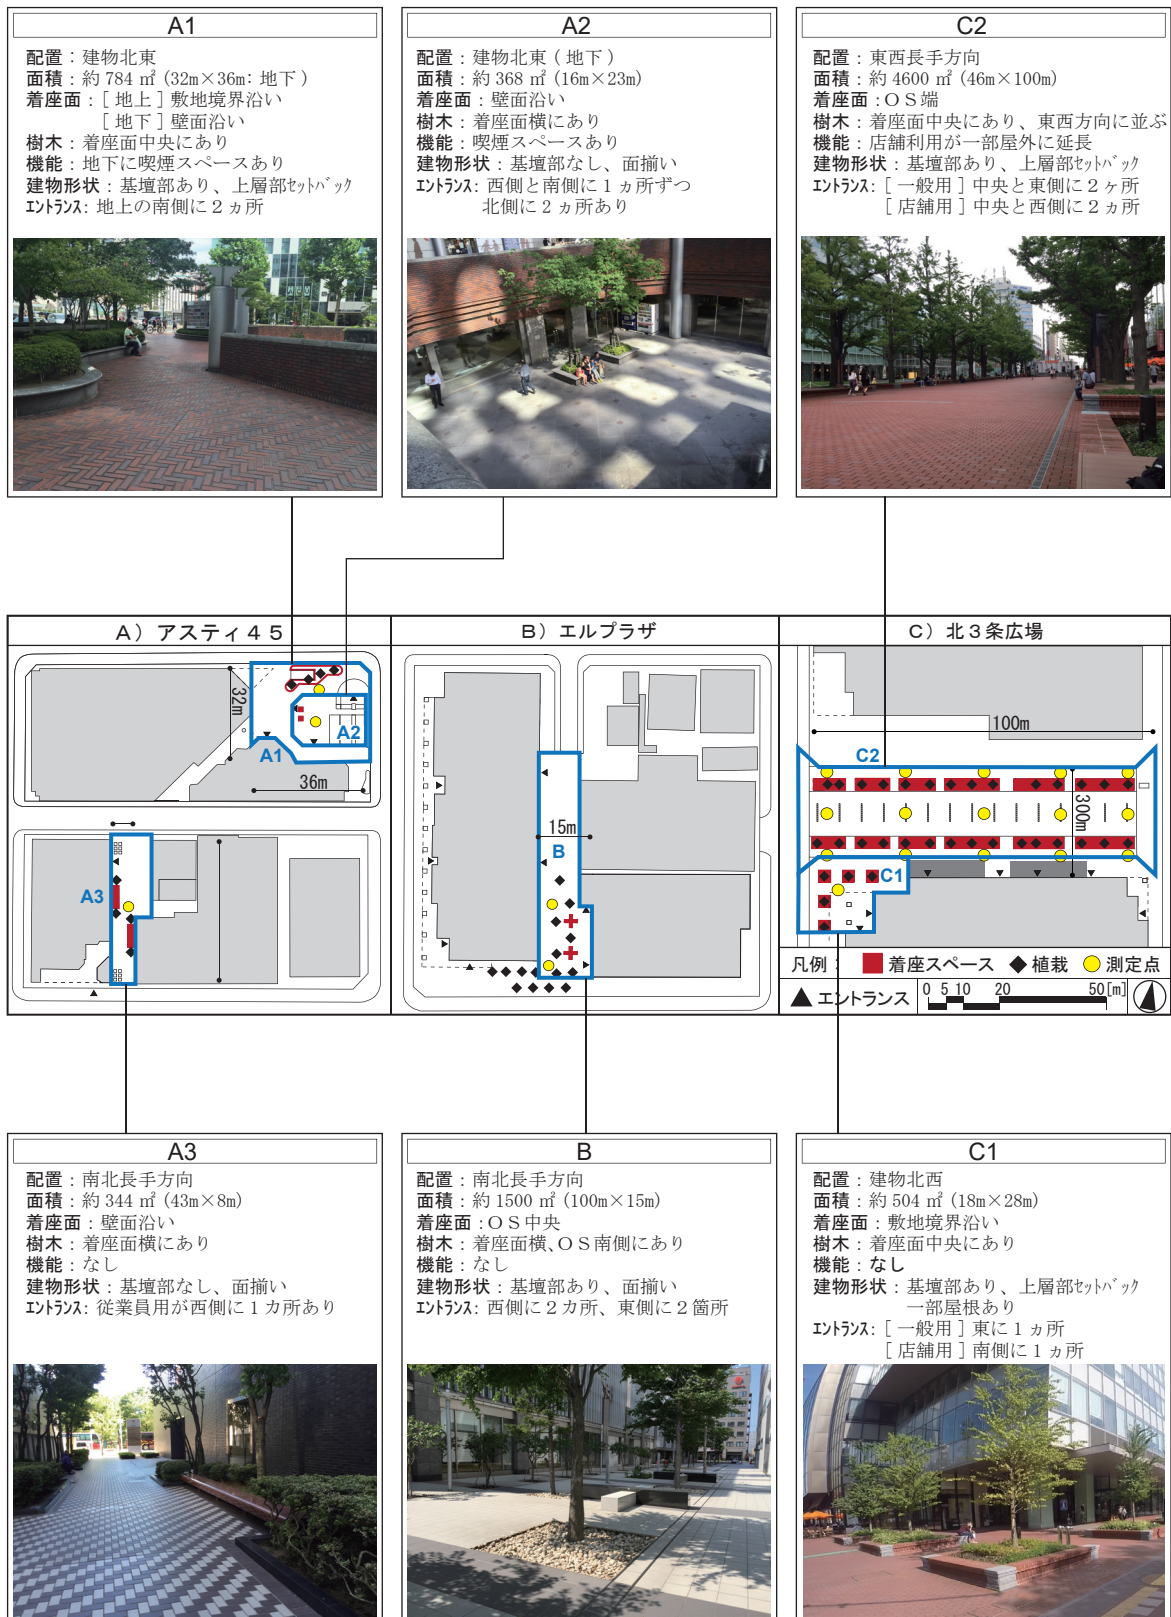 A1
配置：建物北東
面積：約 784 ㎡ (32m×36m: 地下 )
着座面：[ 地上 ] 敷地境界沿い
[ 地下 ] 壁面沿い
樹木：着座面中央にあり
機能：地下に喫煙スペースあり
建物形状：基壇部あり、上層部ｾｯﾄﾊﾞｯｸ
ｴﾝﾄﾗﾝｽ: 地上の南側に２ヵ所
A2
配置：建物北東 ( 地下 )
面積：約 368 ㎡ (16m×23m)
着座面：壁面沿い
樹木：着座面横にあり
機能：喫煙スペースあり
建物形状：基壇部なし、面揃い
ｴﾝﾄﾗﾝｽ: 西側と南側に１ヵ所ずつ
北側に２ヵ所あり
C2
配置：東西長手方向
面積：約 4600 ㎡ (46m×100m)
着座面：ＯＳ端
樹木：着座面中央にあり、東西方向に並ぶ
機能：店舗利用が一部屋外に延長
建物形状：基壇部あり、上層部ｾｯﾄﾊﾞｯｸ
ｴﾝﾄﾗﾝｽ: [ 一般用 ] 中央と東側に２ヶ所
[ 店舗用 ] 中央と西側に２ヵ所
A） アスティ４５
32m
A1
A2
36m
A3
B） エルプラザ
15m
B
C） 北３条広場
100m
C2
300m
C1
凡例： 着座スペース 植栽 測定点
エントランス 0 5 10 20 50[m]
A3
配置：南北長手方向
面積：約 344 ㎡ (43m×8m)
着座面：壁面沿い
樹木：着座面横にあり
機能：なし
建物形状：基壇部なし、面揃い
ｴﾝﾄﾗﾝｽ: 従業員用が西側に１カ所あり
B
配置：南北長手方向
面積：約 1500 ㎡ (100m×15m)
着座面：ＯＳ中央
樹木：着座面横、ＯＳ南側にあり
機能：なし
建物形状：基壇部あり、面揃い
ｴﾝﾄﾗﾝｽ: 西側に２カ所、東側に２箇所
C1
配置：建物北西
面積：約 504 ㎡ (18m×28m)
着座面：敷地境界沿い
樹木：着座面中央にあり
機能：なし
建物形状：基壇部あり、上層部ｾｯﾄﾊﾞｯｸ
一部屋根あり
ｴﾝﾄﾗﾝｽ: [ 一般用 ] 東に１ヵ所
[ 店舗用 ] 南側に１ヵ所